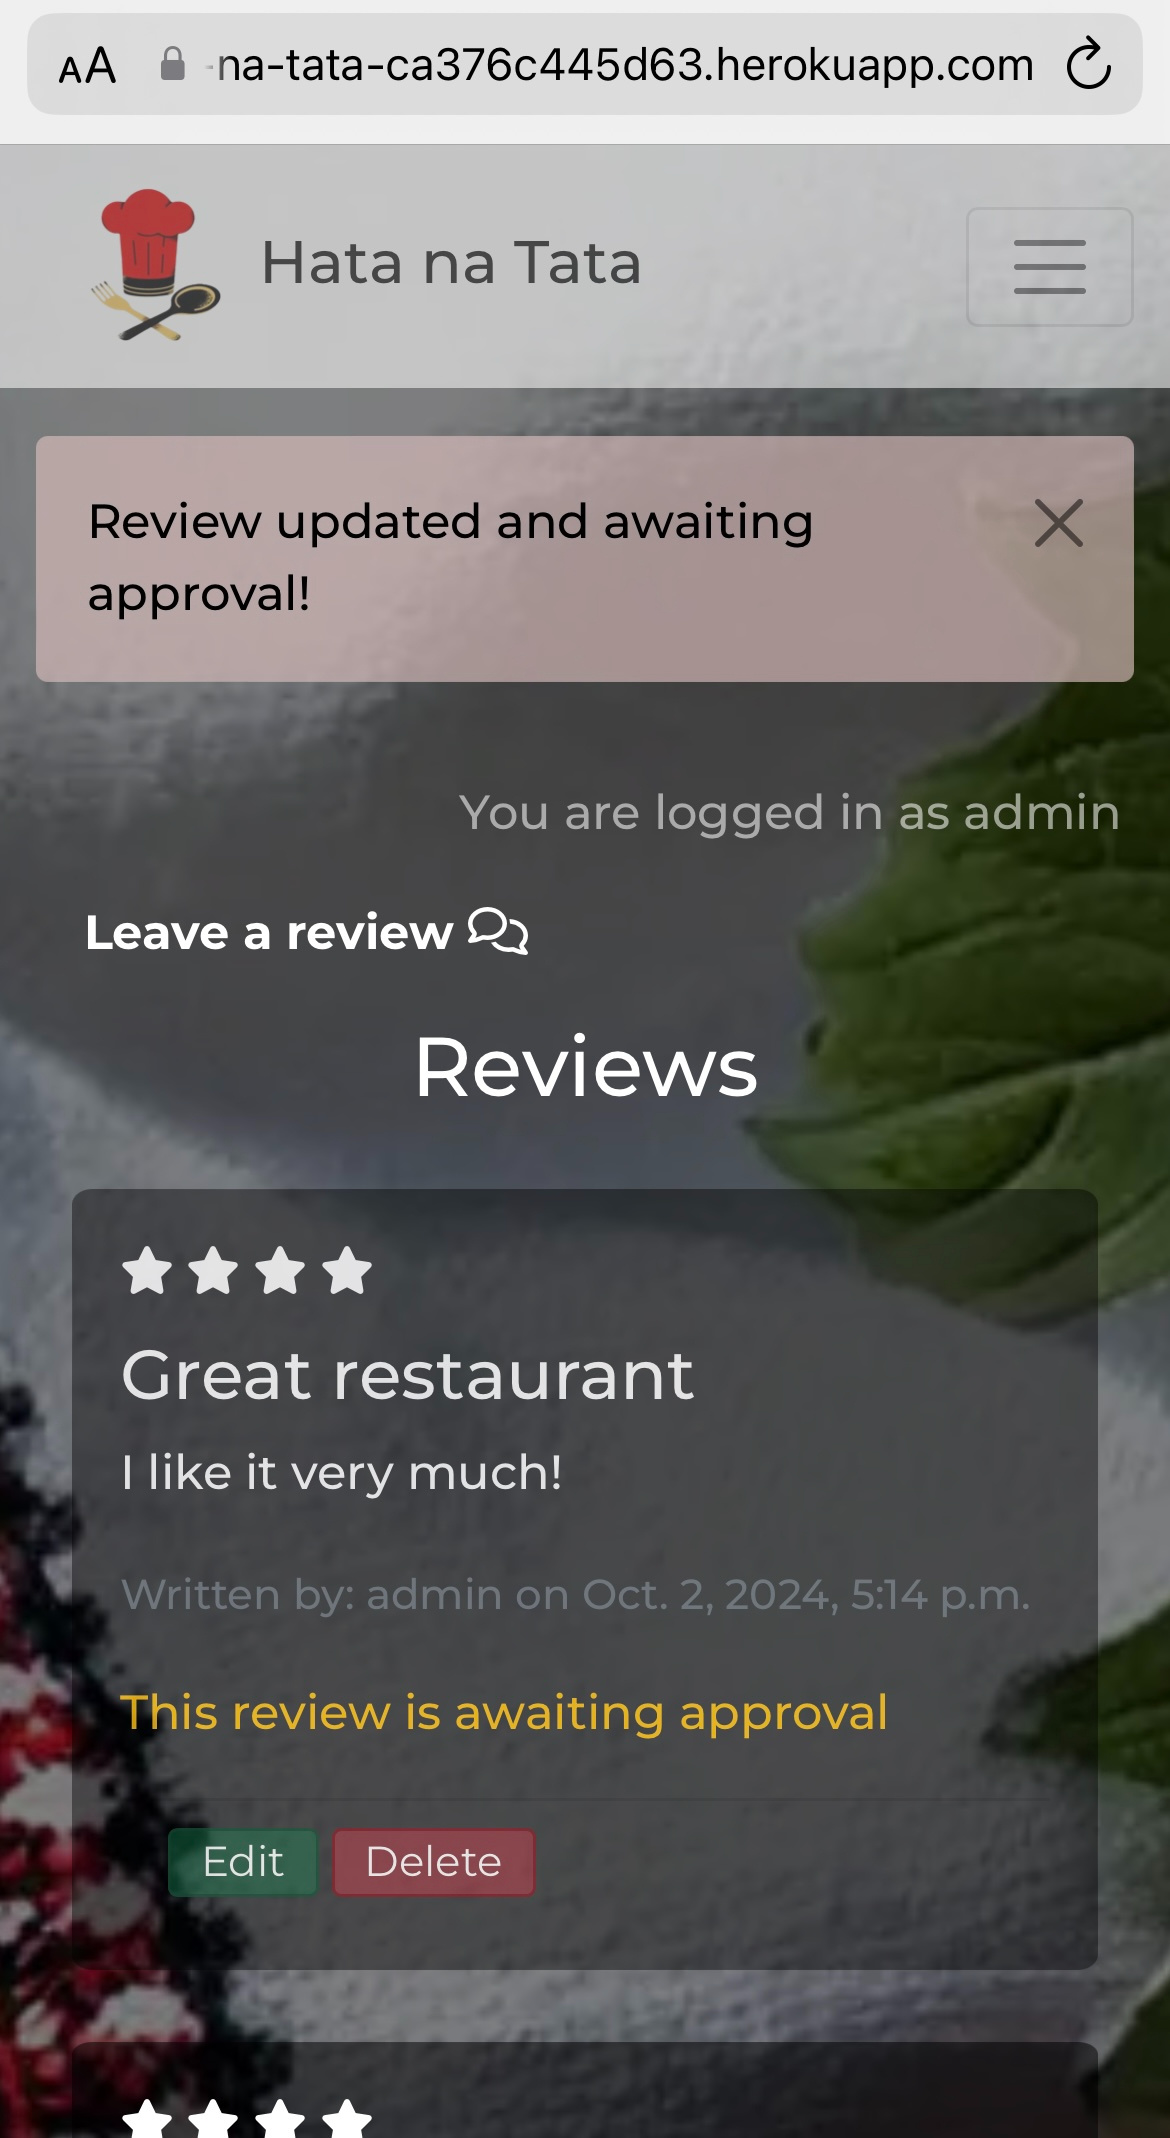 AA -na-tata-ca376c445d63.herokuapp.com
Hata na Tata
Review updated and awaiting
approval!
You are logged in as admin
Leave a review
Reviews
Great restaurant
I like it very much!
Written by: admin on Oct. 2, 2024, 5:14 p.m.
This review is awaiting approval
Edit Delete